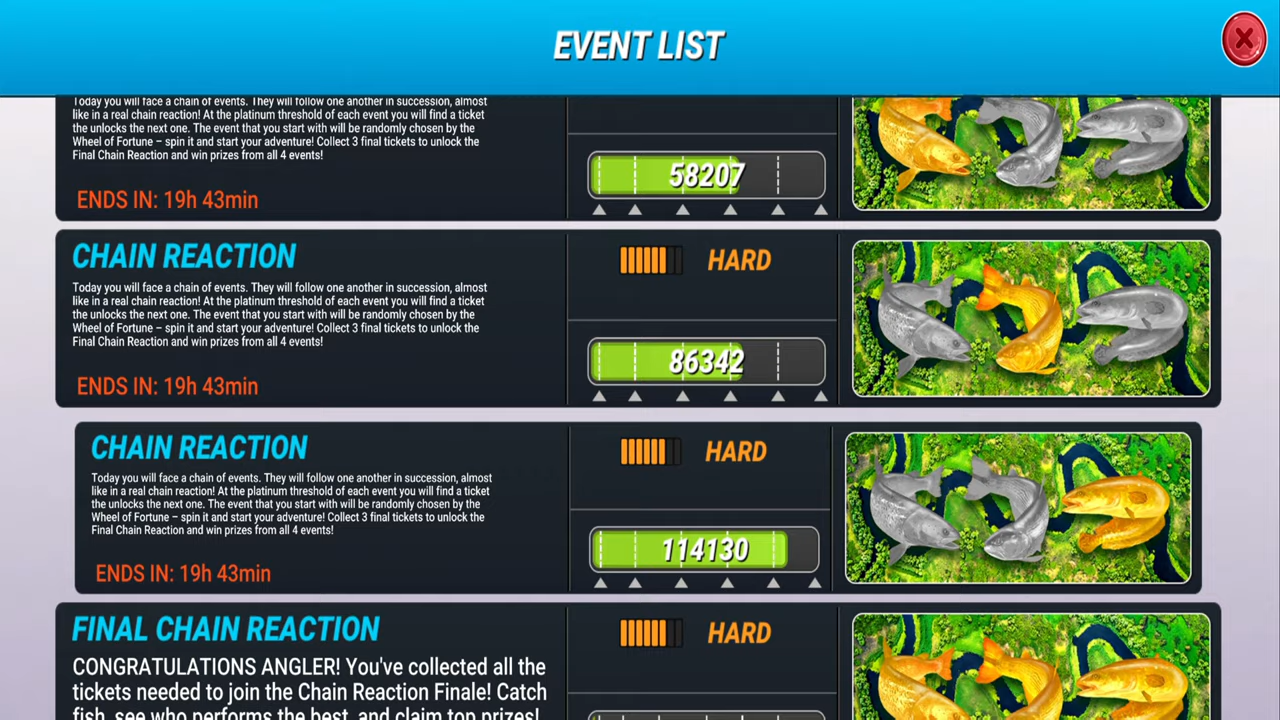 EVENT LIST
Today you will face a chain of events. They will follow one another in succession, almost
like in a real chain reaction! At the platinum threshold of each event you will find a ticket
the unlocks the next one. The event that you start with will be randomly chosen by the
Wheel of Fortune – spin it and start your adventure! Collect 3 final tickets to unlock the
Final Chain Reaction and win prizes from all 4 events!
ENDS IN: 19h 43min
58207
CHAIN REACTION
Today you will face a chain of events. They will follow one another in succession, almost
like in a real chain reaction! At the platinum threshold of each event you will find a ticket
the unlocks the next one. The event that you start with will be randomly chosen by the
Wheel of Fortune – spin it and start your adventure! Collect 3 final tickets to unlock the
Final Chain Reaction and win prizes from all 4 events!
ENDS IN: 19h 43min
HARD
86342
CHAIN REACTION
Today you will face a chain of events. They will follow one another in succession, almost
like in a real chain reaction! At the platinum threshold of each event you will find a ticket
the unlocks the next one. The event that you start with will be randomly chosen by the
Wheel of Fortune – spin it and start your adventure! Collect 3 final tickets to unlock the
Final Chain Reaction and win prizes from all 4 events!
ENDS IN: 19h 43min
HARD
114130
FINAL CHAIN REACTION
CONGRATULATIONS ANGLER! You've collected all the
tickets needed to join the Chain Reaction Finale! Catch
fish, see who performs the best, and claim top prizes!
HARD